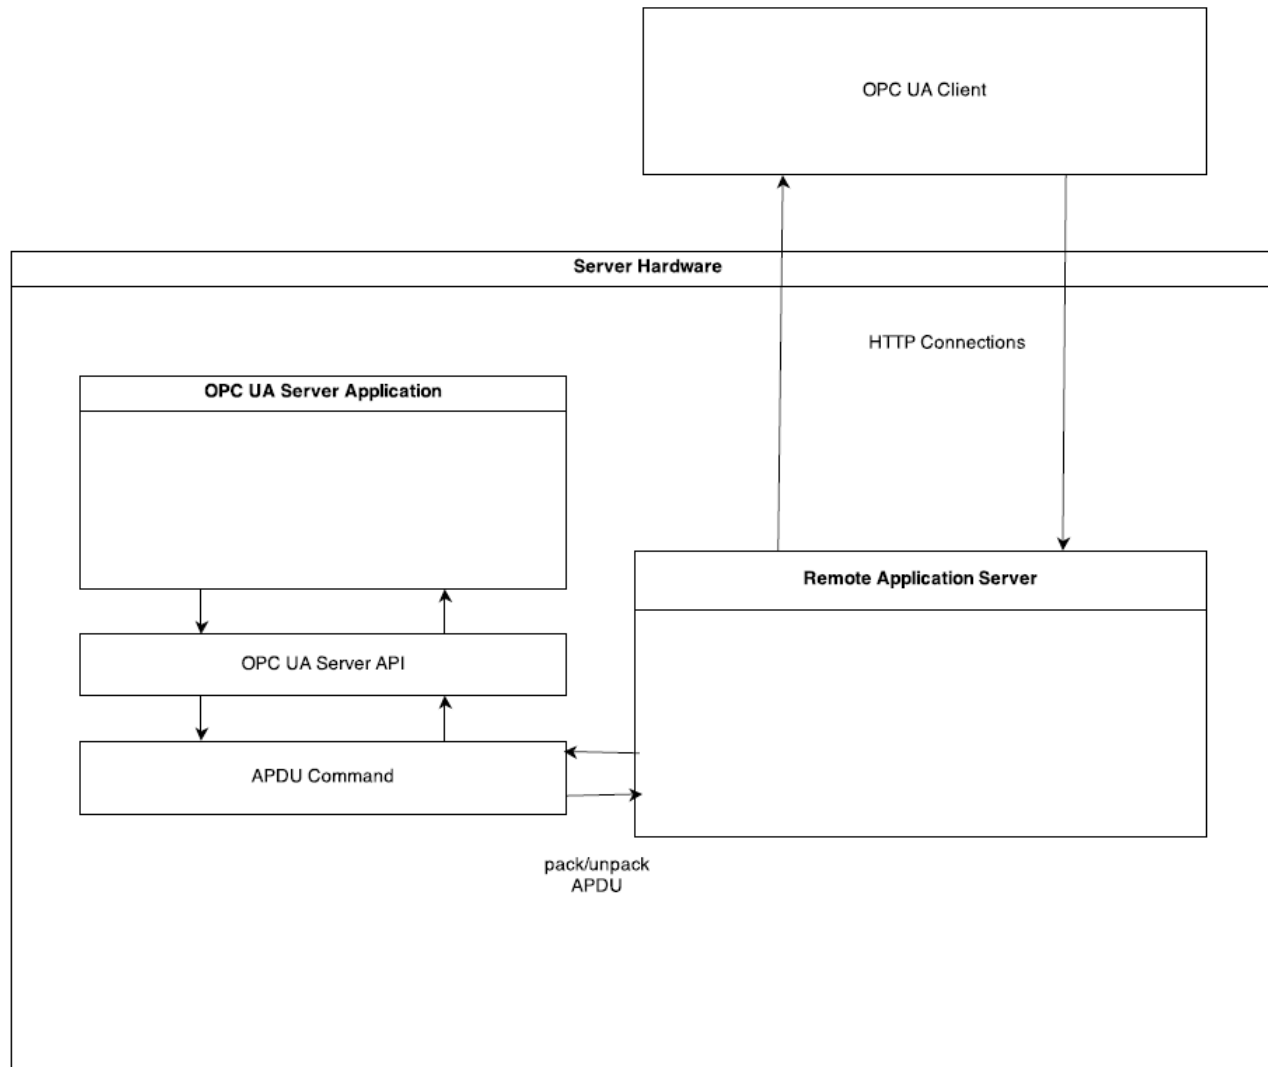 OPC UA Client
Server Hardware
HTTP Connections
OPC UA Server Application
Remote Application Server
OPC UA Server API
APDU Command
pack/unpack
APDU